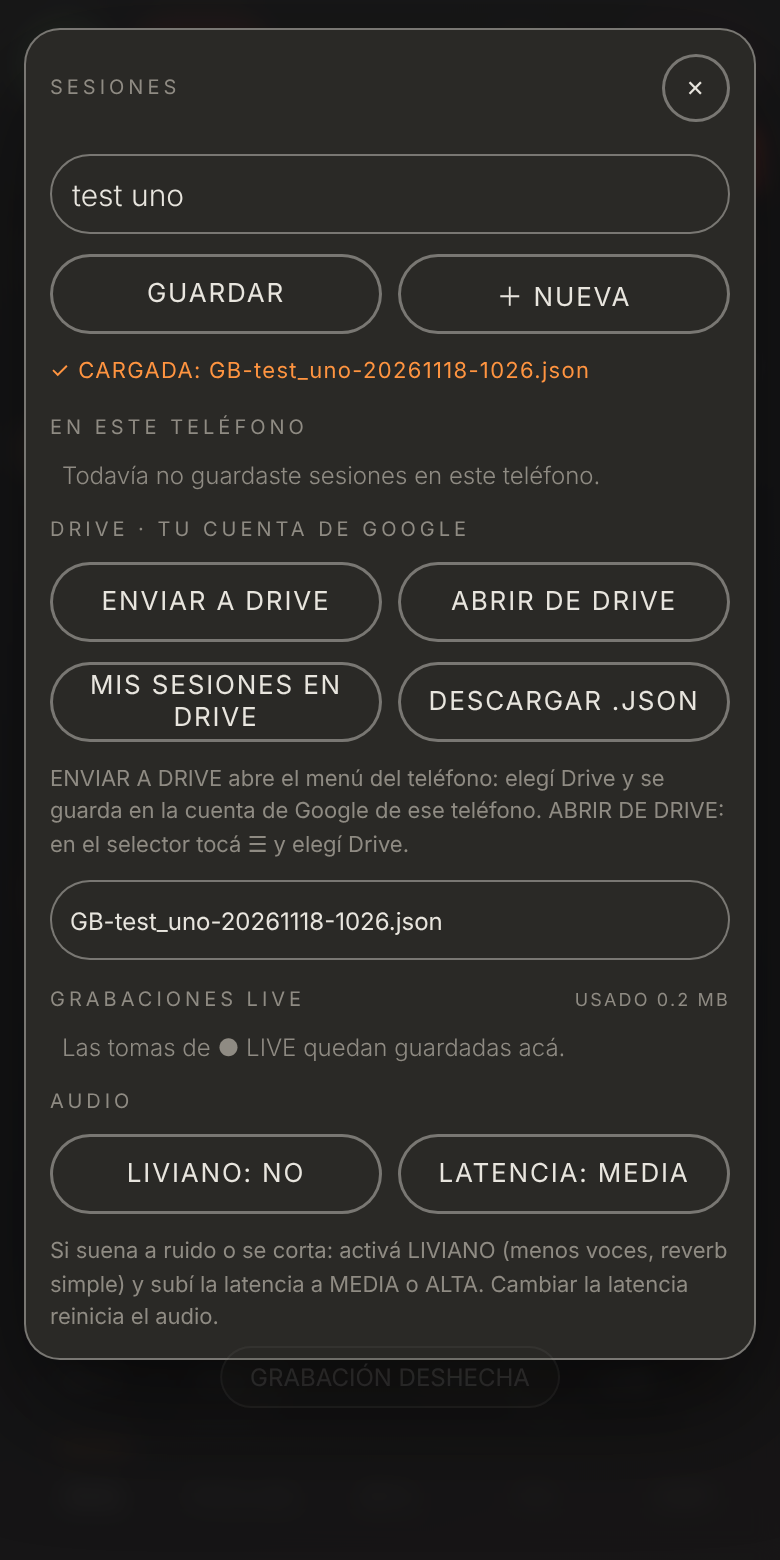 SESIONES
×
test uno
GUARDAR
+ NUEVA
✓ CARGADA: GB-test_uno-20261118-1026.json
EN ESTE TELÉFONO
Todavía no guardaste sesiones en este teléfono.
DRIVE · TU CUENTA DE GOOGLE
ENVIAR A DRIVE
ABRIR DE DRIVE
MIS SESIONES EN
DRIVE
DESCARGAR .JSON
ENVIAR A DRIVE abre el menú del teléfono: elegí Drive y se
guarda en la cuenta de Google de ese teléfono. ABRIR DE DRIVE:
en el selector tocá ☰ y elegí Drive.
GB-test_uno-20261118-1026.json
GRABACIONES LIVE
USADO 0.2 MB
Las tomas de ● LIVE quedan guardadas acá.
AUDIO
LIVIANO: NO
LATENCIA: MEDIA
Si suena a ruido o se corta: activá LIVIANO (menos voces, reverb
simple) y subí la latencia a MEDIA o ALTA. Cambiar la latencia
reinicia el audio.
GRABACIÓN DESHECHA